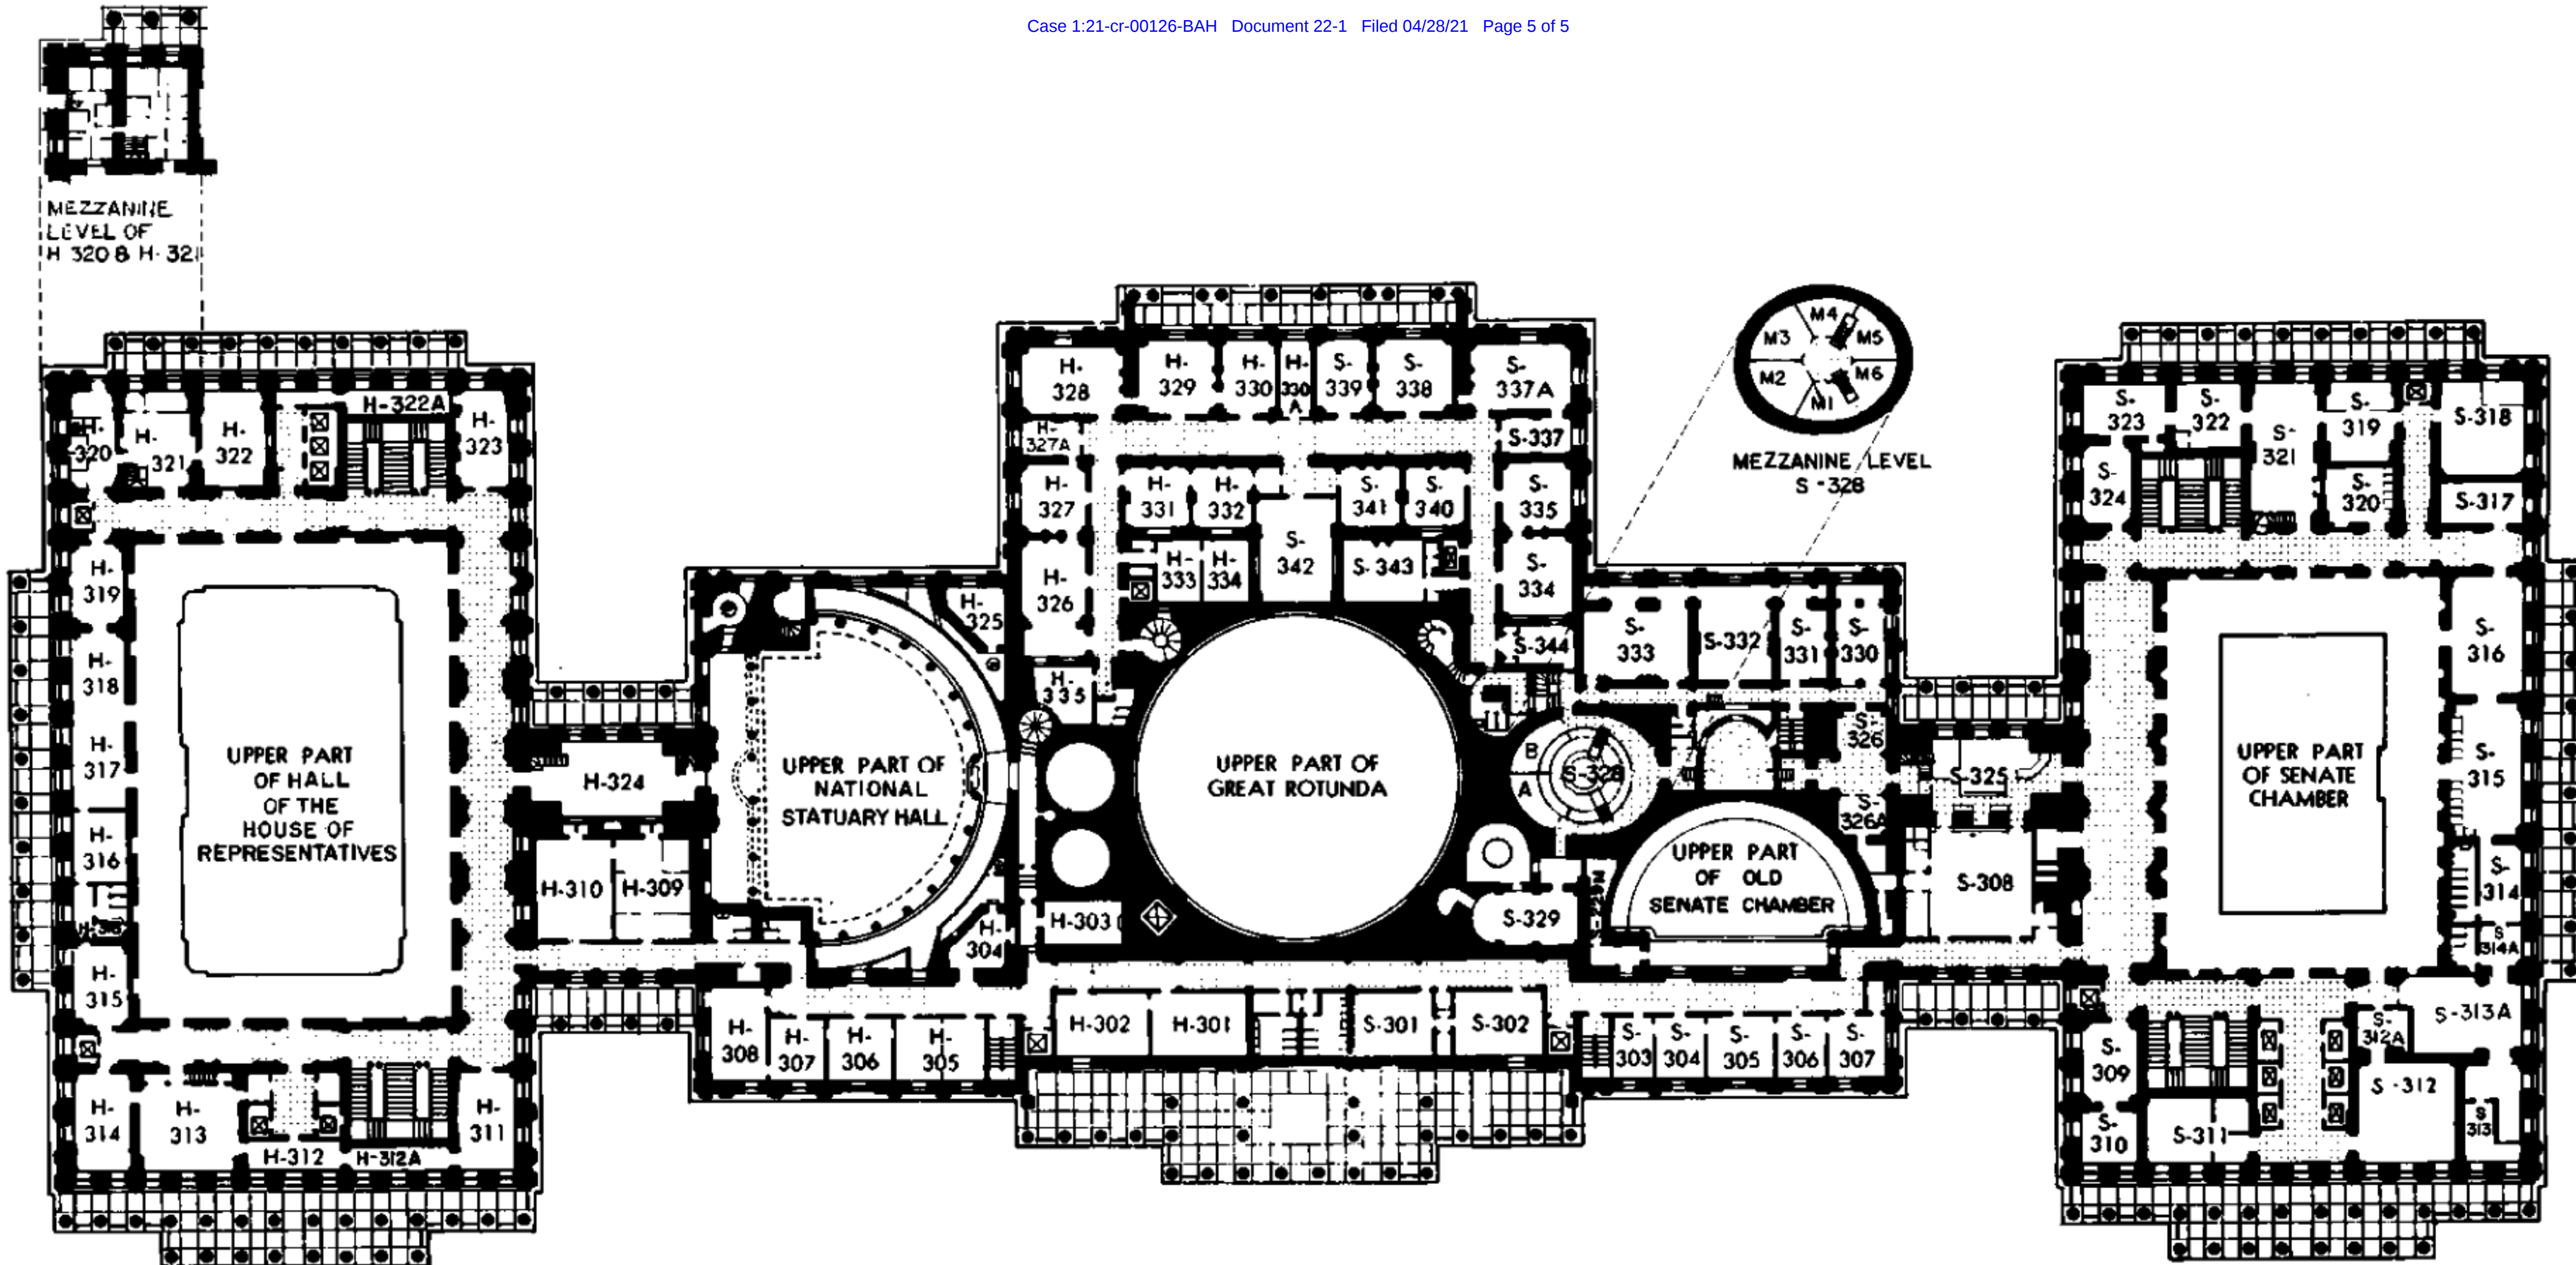 Case 1:21-cr-00126-BAH   Document 22-1   Filed 04/28/21   Page 5 of 5
MEZZANINE
LEVEL OF
H 320 & H-321
H-
320
H-
321
H-
322
H-322A
H-
323
H-
319
H-
318
H-
317
H-
316
H-
315
H-
314
H-
313
H-312
H-312A
H-
311
UPPER PART
OF HALL
OF THE
HOUSE OF
REPRESENTATIVES
H-324
H-310
H-309
UPPER PART OF
NATIONAL
STATUARY HALL
H-
325
H-
304
H-
308
H-
307
H-
306
H-
305
H-
328
H-
329
H-
330
H-
330
A
S-
339
S-
338
S-
337A
H-
327A
S-337
H-
327
H-
331
H-
332
S-
341
S-
340
S-
335
H-
326
H-
333
H-
334
S-
342
S-343
S-
334
H-
335
S-344
UPPER PART OF
GREAT ROTUNDA
H-303
S-329
H-302
H-301
S-301
S-302
M4
M3
M5
M2
M6
M1
MEZZANINE LEVEL
S-328
S-
333
S-332
S-
331
S-
330
B
A
S-328
S-
326
S-
326A
UPPER PART
OF OLD
SENATE CHAMBER
S-
303
S-
304
S-
305
S-
306
S-
307
S-325
S-308
S-
323
S-
322
S-
321
S-
319
S-318
S-
324
S-
320
S-317
S-
316
S-
315
S-
314
S
314A
UPPER PART
OF SENATE
CHAMBER
S-313A
S-
312A
S-
309
S-312
S-
310
S-311
S
313